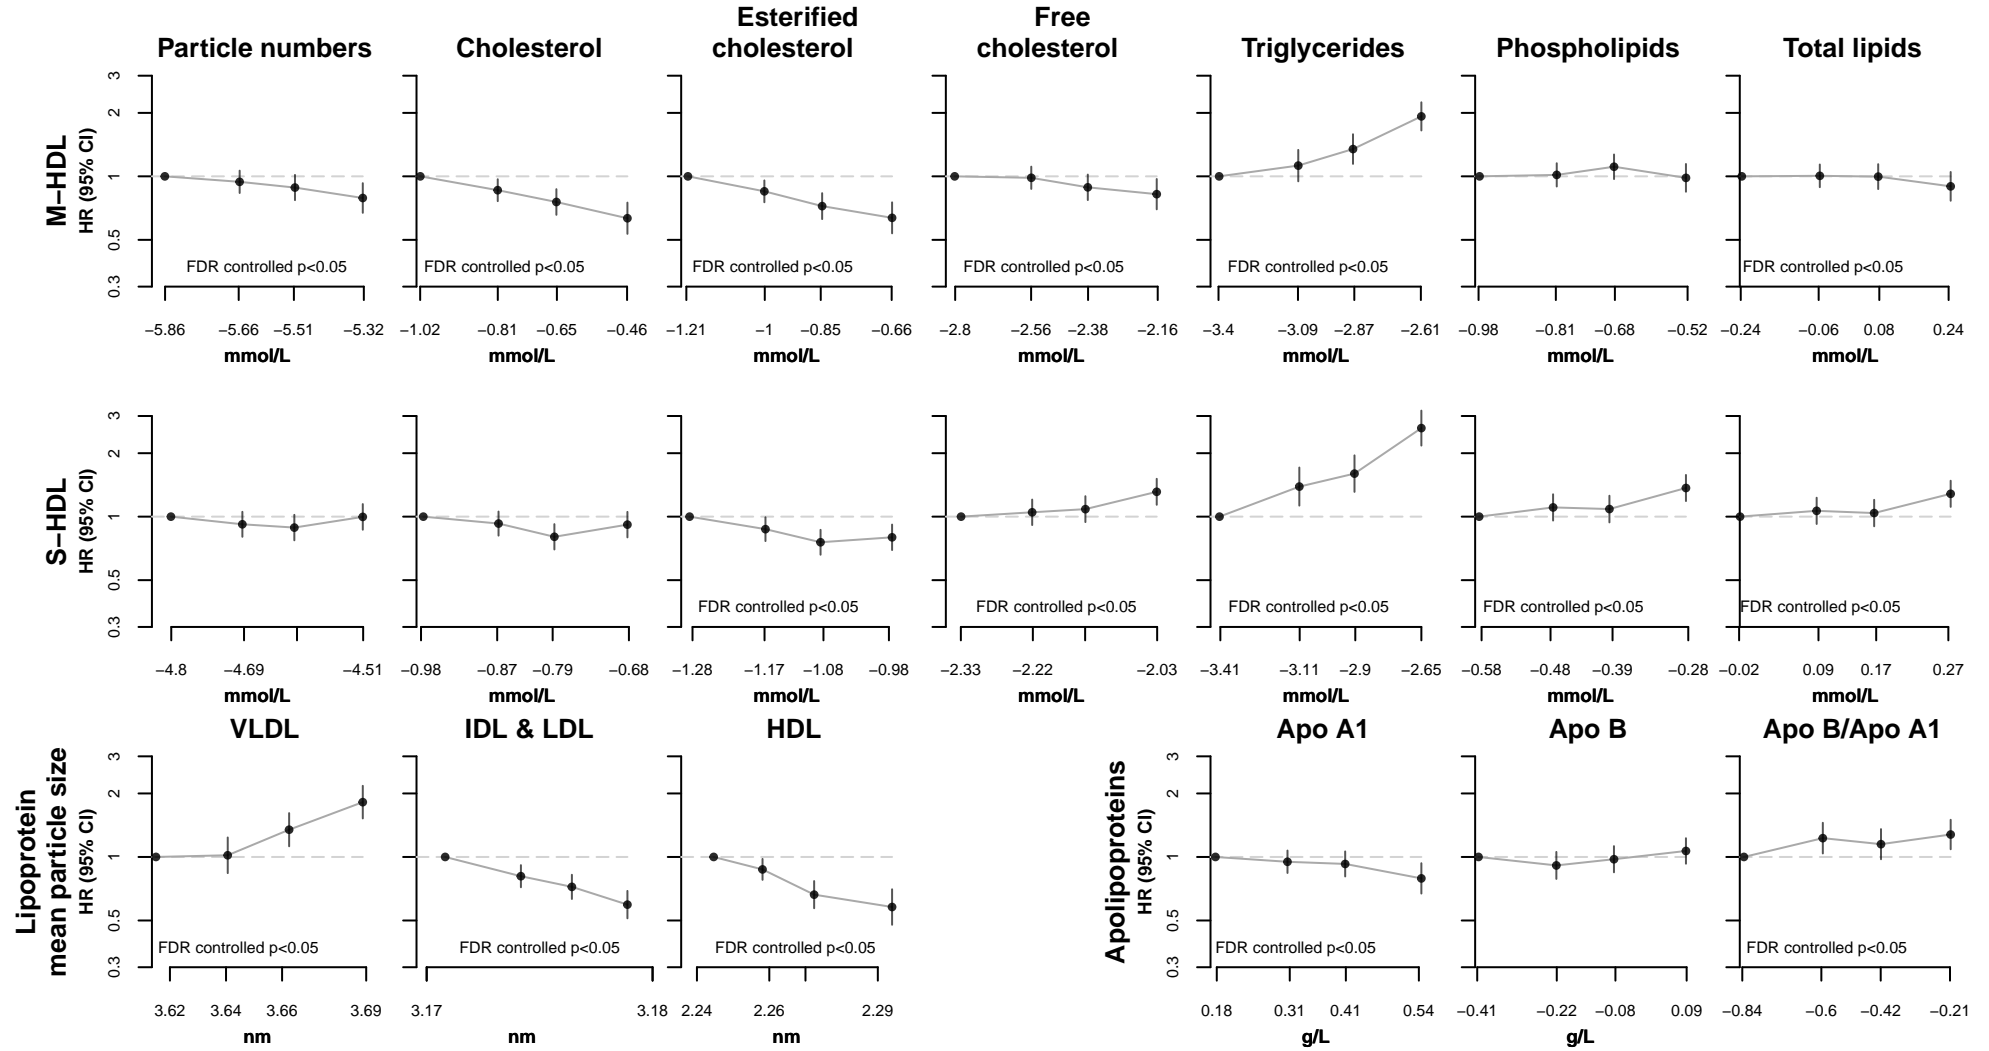 Particle numbers
Cholesterol
Esterified
cholesterol
Free
cholesterol
Triglycerides
Phospholipids
Total lipids
M−HDL
HR (95% CI)
3
2
1
0.5
0.3
FDR controlled p<0.05
FDR controlled p<0.05
FDR controlled p<0.05
FDR controlled p<0.05
FDR controlled p<0.05
FDR controlled p<0.05
−5.86 −5.66 −5.51 −5.32
−1.02 −0.81 −0.65 −0.46
−1.21 −1 −0.85 −0.66
−2.8 −2.56 −2.38 −2.16
−3.4 −3.09 −2.87 −2.61
−0.98 −0.81 −0.68 −0.52
−0.24 −0.06 0.08 0.24
mmol/L
mmol/L
mmol/L
mmol/L
mmol/L
mmol/L
mmol/L
S−HDL
HR (95% CI)
3
2
1
0.5
0.3
FDR controlled p<0.05
FDR controlled p<0.05
FDR controlled p<0.05
FDR controlled p<0.05
FDR controlled p<0.05
−4.8 −4.69 −4.51
−0.98 −0.87 −0.79 −0.68
−1.28 −1.17 −1.08 −0.98
−2.33 −2.22 −2.03
−3.41 −3.11 −2.9 −2.65
−0.58 −0.48 −0.39 −0.28
−0.02 0.09 0.17 0.27
mmol/L
mmol/L
mmol/L
mmol/L
mmol/L
mmol/L
mmol/L
VLDL
IDL & LDL
HDL
Apo A1
Apo B
Apo B/Apo A1
Lipoprotein
mean particle size
HR (95% CI)
3
2
1
0.5
0.3
FDR controlled p<0.05
FDR controlled p<0.05
FDR controlled p<0.05
3.62 3.64 3.66 3.69
3.17 3.18
2.24 2.26 2.29
nm
nm
nm
Apolipoproteins
HR (95% CI)
3
2
1
0.5
0.3
FDR controlled p<0.05
FDR controlled p<0.05
0.18 0.31 0.41 0.54
−0.41 −0.22 −0.08 0.09
−0.84 −0.6 −0.42 −0.21
g/L
g/L